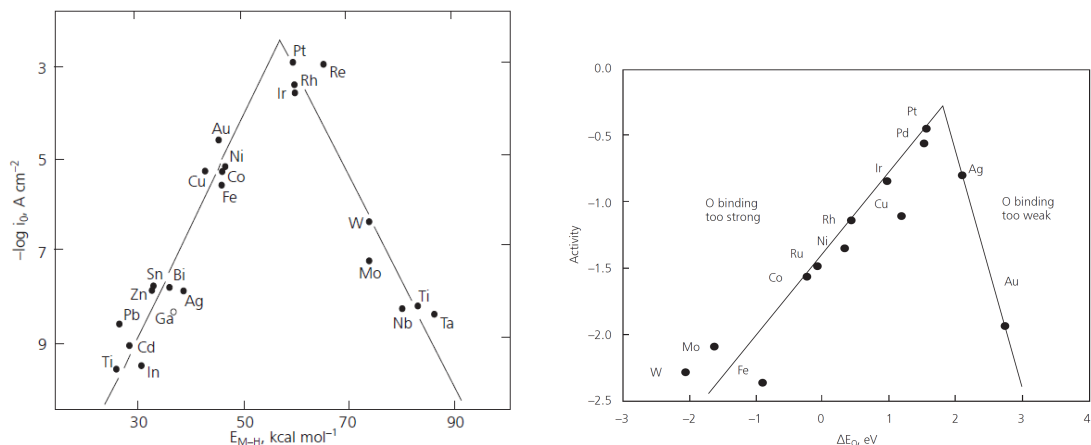 3
5
7
9
–log i₀, A cm⁻²
30
50
70
90
E_M–H, kcal mol⁻¹
Pt
Re
Rh
Ir
Au
Ni
Cu
Co
Fe
W
Mo
Sn
Bi
Zn
Ag
Ga
Pb
Ti
Nb
Ta
Cd
Ti
In
0.0
–0.5
–1.0
–1.5
–2.0
–2.5
Activity
–3
–2
–1
0
1
2
3
4
ΔE_O, eV
Pt
Pd
Ir
Ag
Cu
O binding
too strong
O binding
too weak
Rh
Ni
Ru
Co
Au
Mo
W
Fe